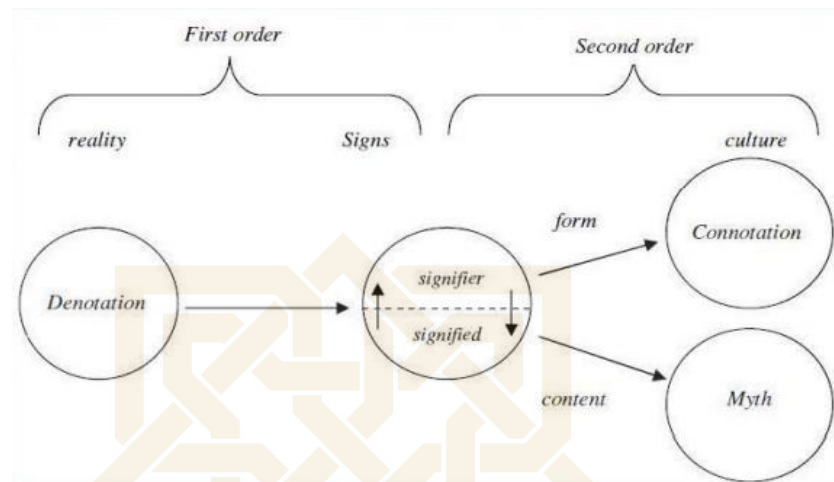 First order
Second order
reality
Signs
culture
form
Connotation
Denotation
signifier
signified
content
Myth